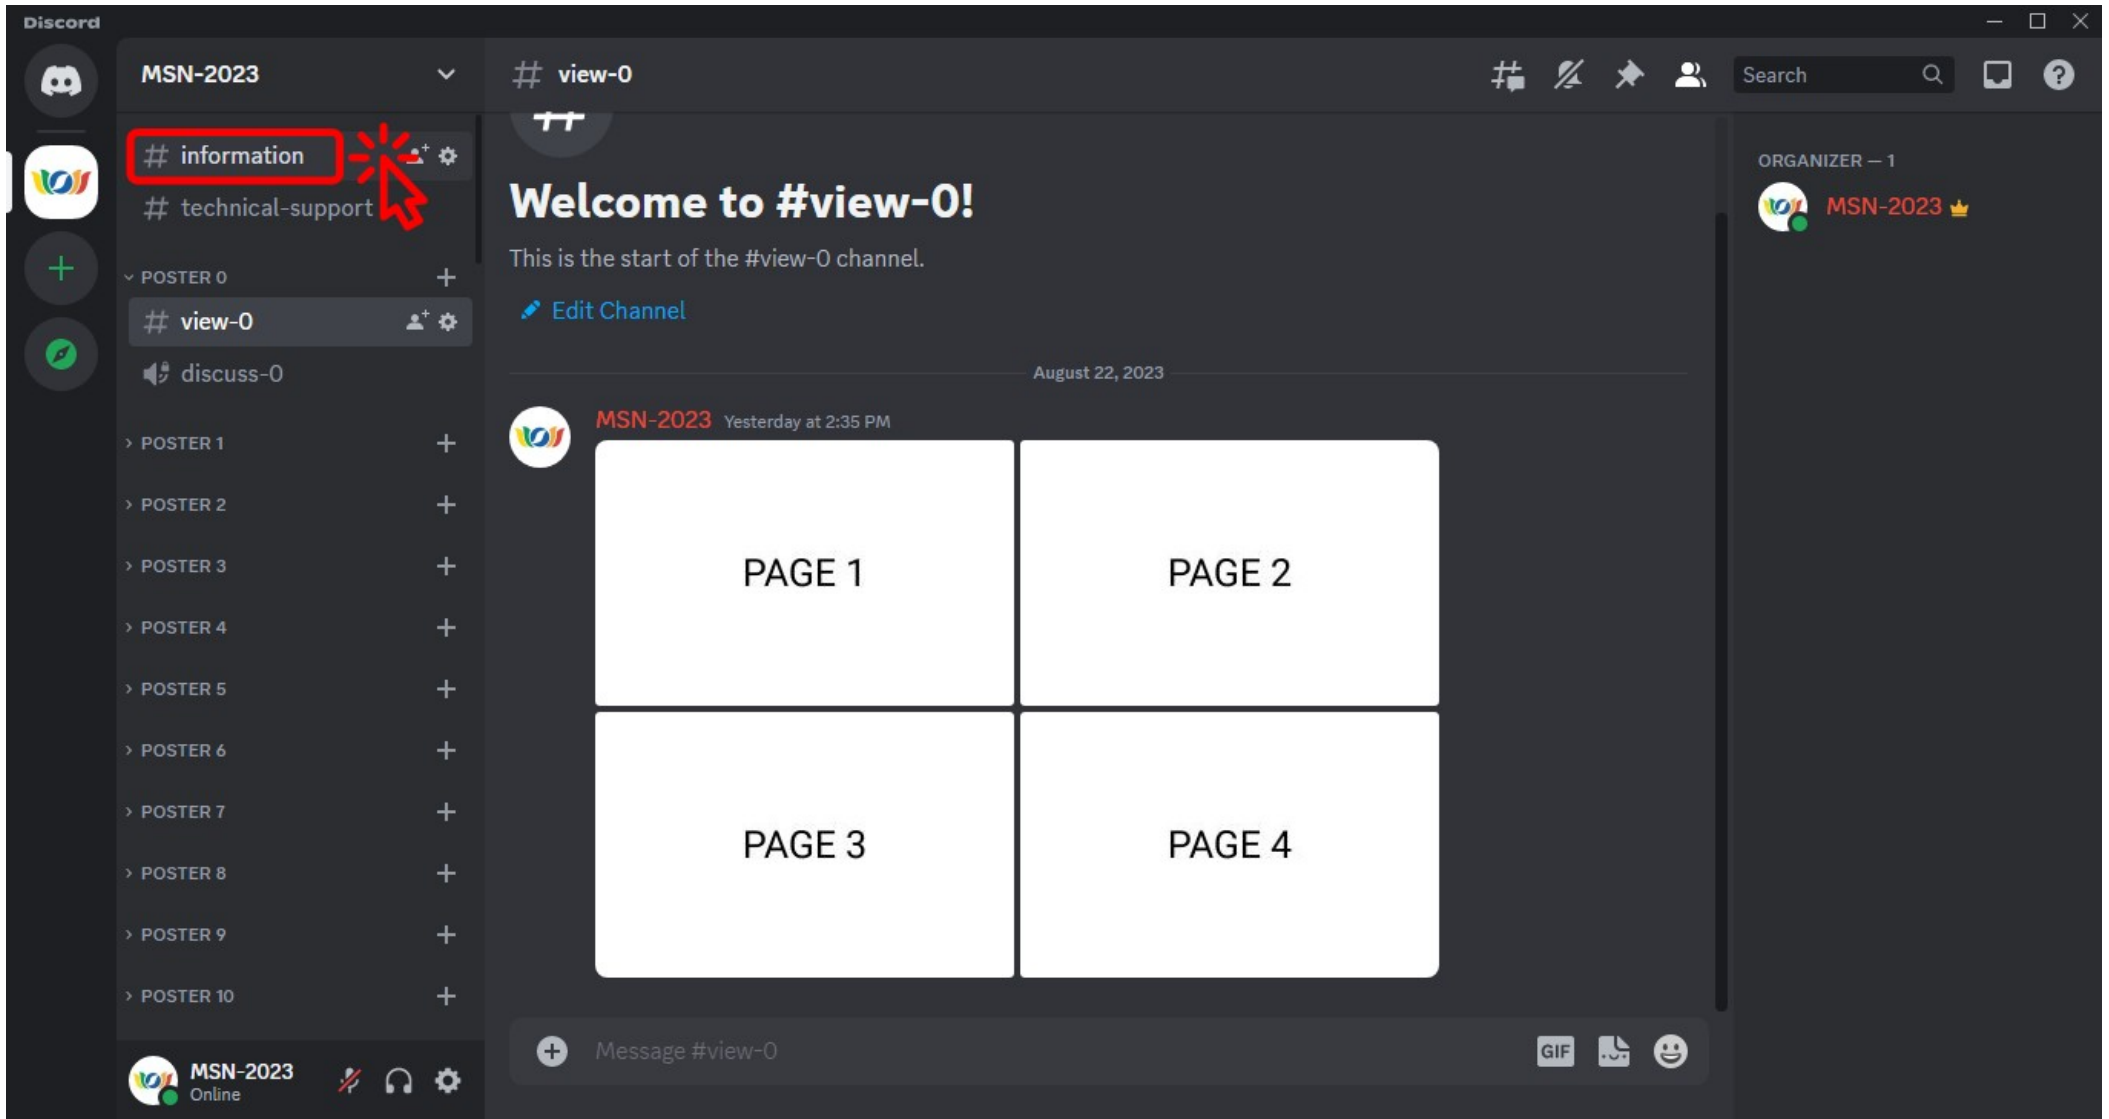 Discord
MSN-2023
# information
# technical-support
POSTER 0
# view-0
discuss-0
POSTER 1
POSTER 2
POSTER 3
POSTER 4
POSTER 5
POSTER 6
POSTER 7
POSTER 8
POSTER 9
POSTER 10
MSN-2023
Online
# view-0
Search
Welcome to #view-0!
This is the start of the #view-0 channel.
Edit Channel
August 22, 2023
MSN-2023 Yesterday at 2:35 PM
PAGE 1
PAGE 2
PAGE 3
PAGE 4
Message #view-0
GIF
ORGANIZER — 1
MSN-2023